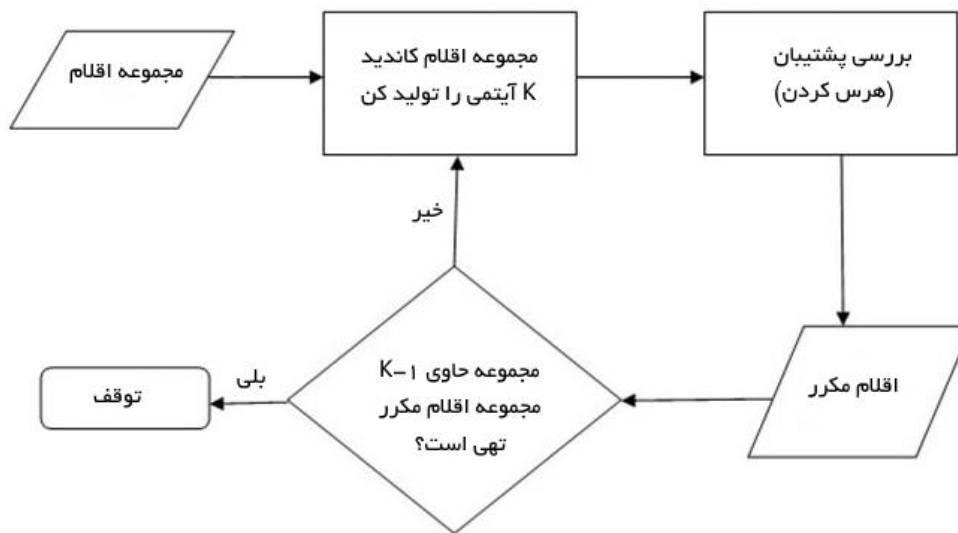 مجموعه اقلام
مجموعه اقلام کاندید
K آیتمی را تولید کن
بررسی پشتیبان
(هرس کردن)
خیر
اقلام مکرر
مجموعه حاوی K-۱
مجموعه اقلام مکرر
تهی است؟
بلی
توقف